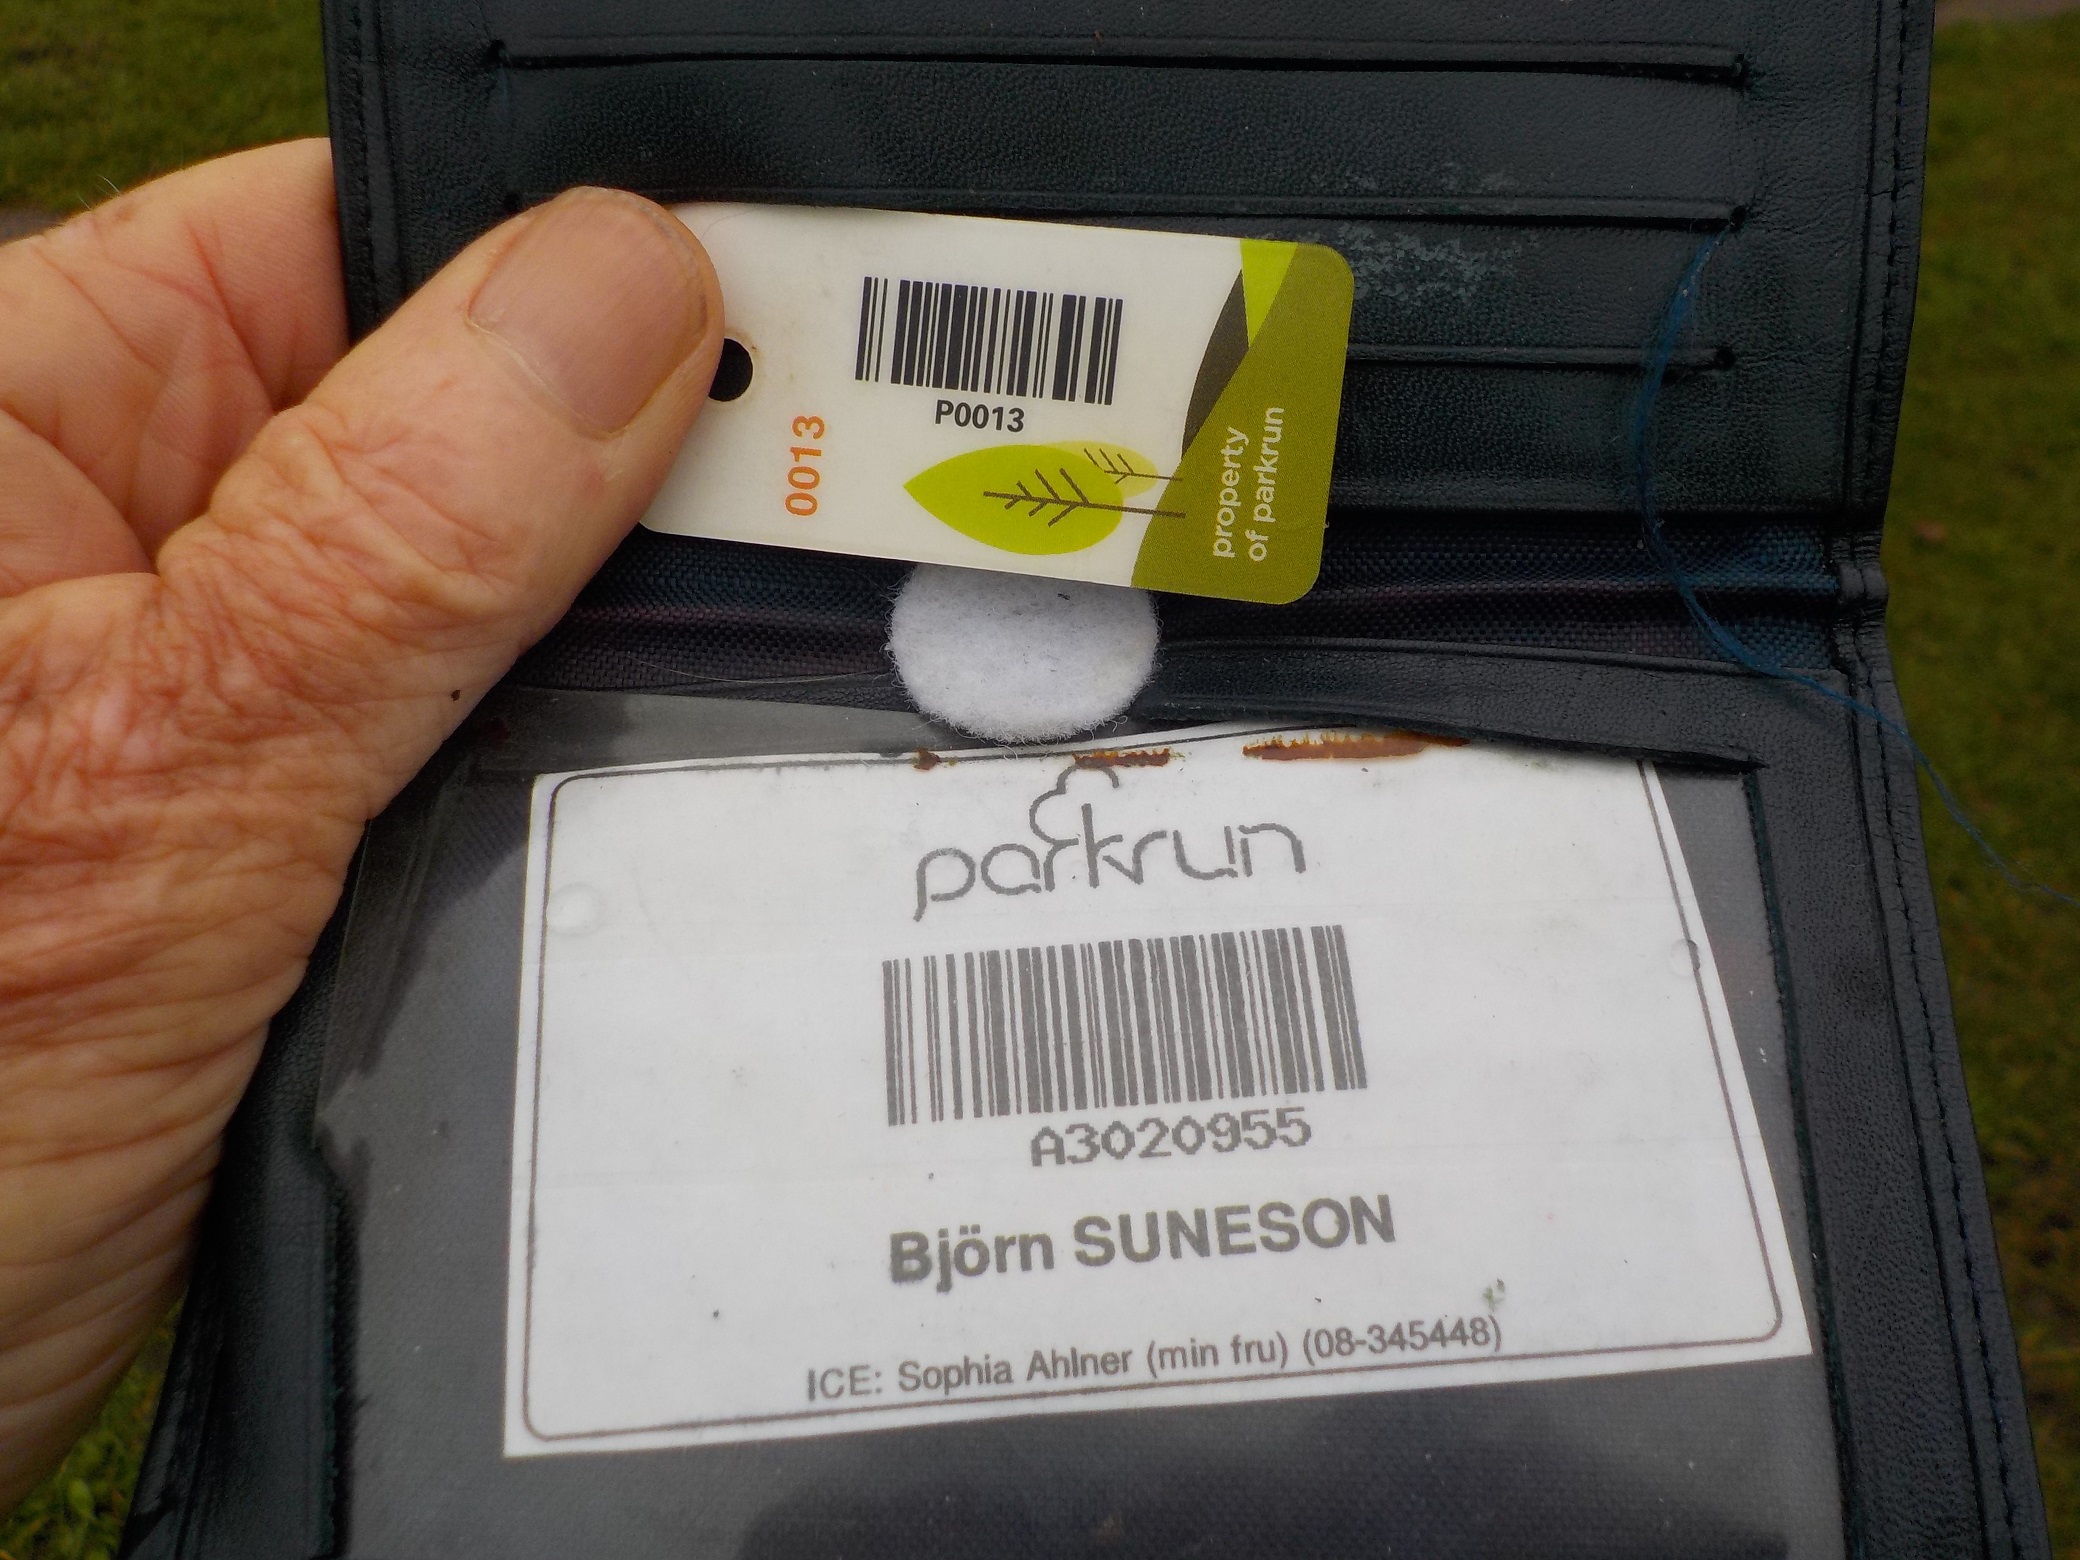 P0013
0013
property
of parkrun
parkrun
A3020955
Björn SUNESON
ICE: Sophia Ahlner (min fru) (08-345448)